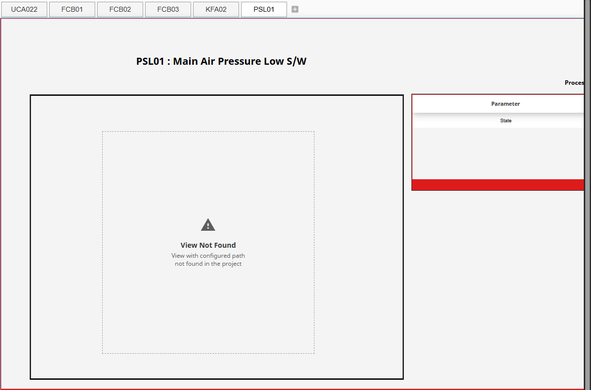 UCA022 FCB01 FCB02 FCB03 KFA02 PSL01
PSL01 : Main Air Pressure Low S/W
Proces
Parameter
State
View Not Found
View with configured path
not found in the project